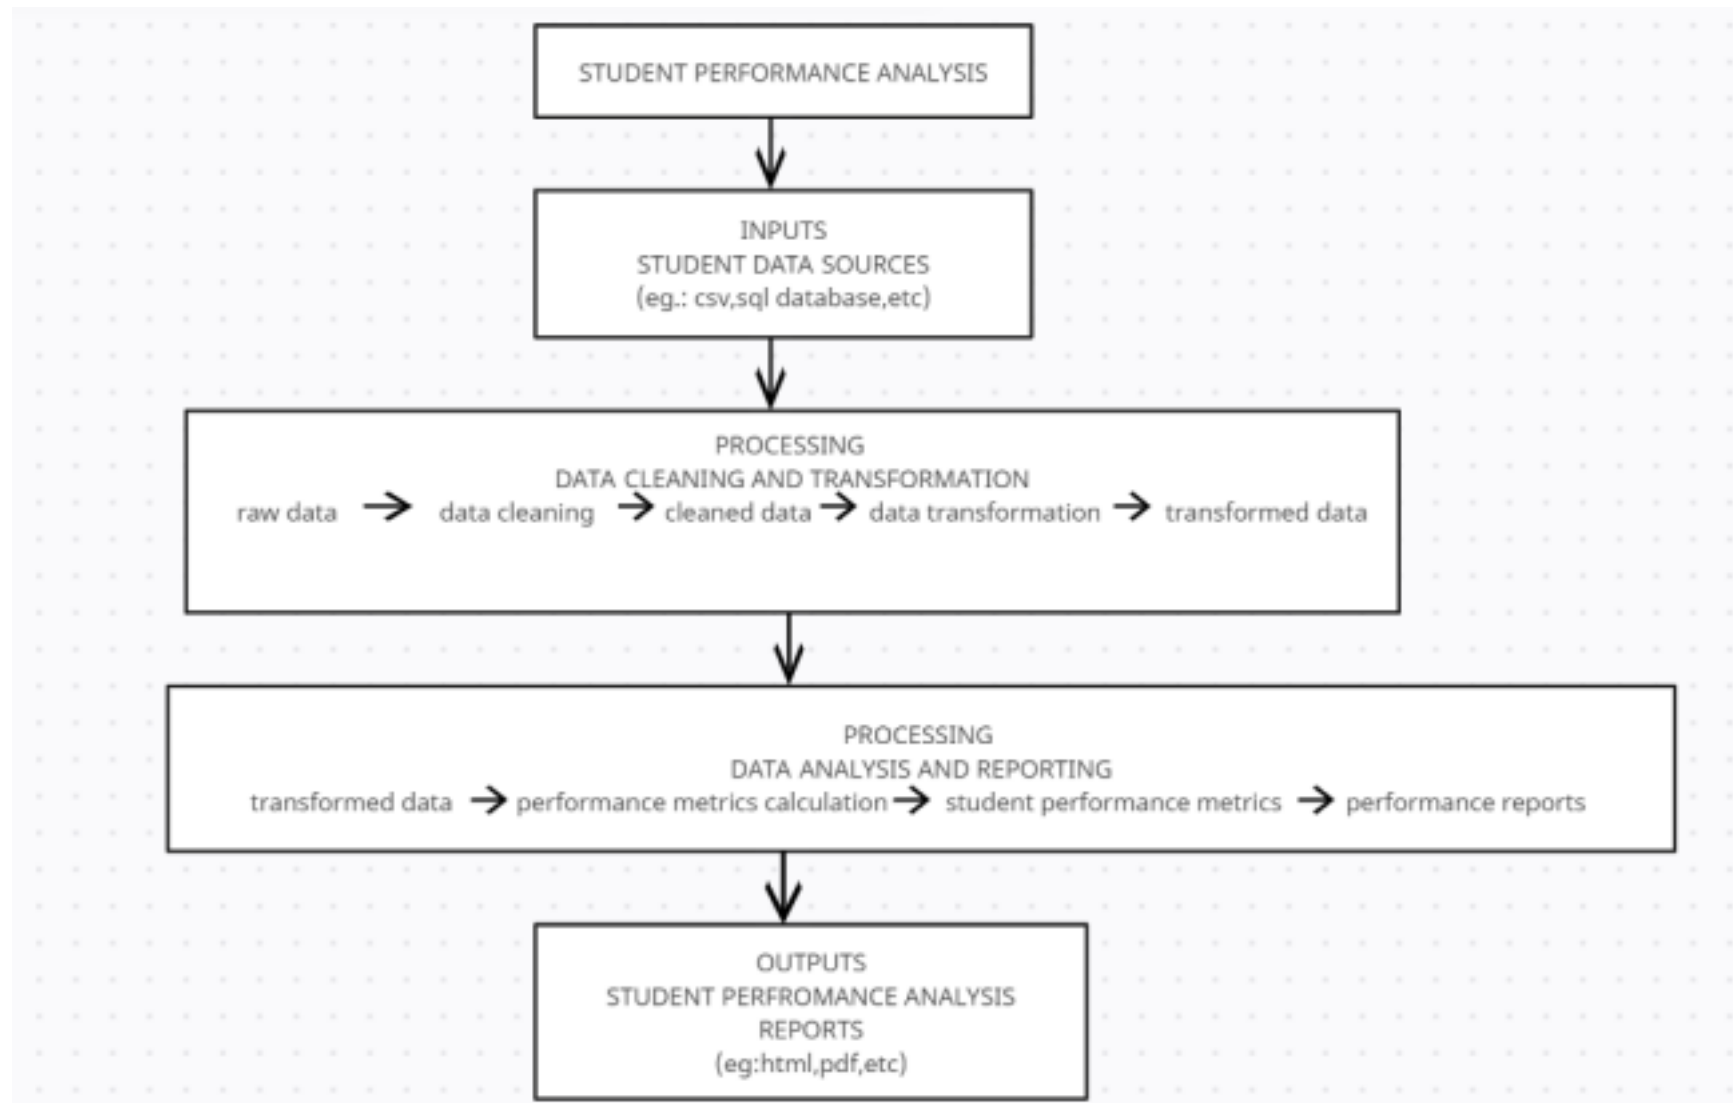 STUDENT PERFORMANCE ANALYSIS
INPUTS
STUDENT DATA SOURCES
(eg.: csv,sql database,etc)
PROCESSING
DATA CLEANING AND TRANSFORMATION
raw data → data cleaning → cleaned data → data transformation → transformed data
PROCESSING
DATA ANALYSIS AND REPORTING
transformed data → performance metrics calculation → student performance metrics → performance reports
OUTPUTS
STUDENT PERFROMANCE ANALYSIS
REPORTS
(eg:html,pdf,etc)